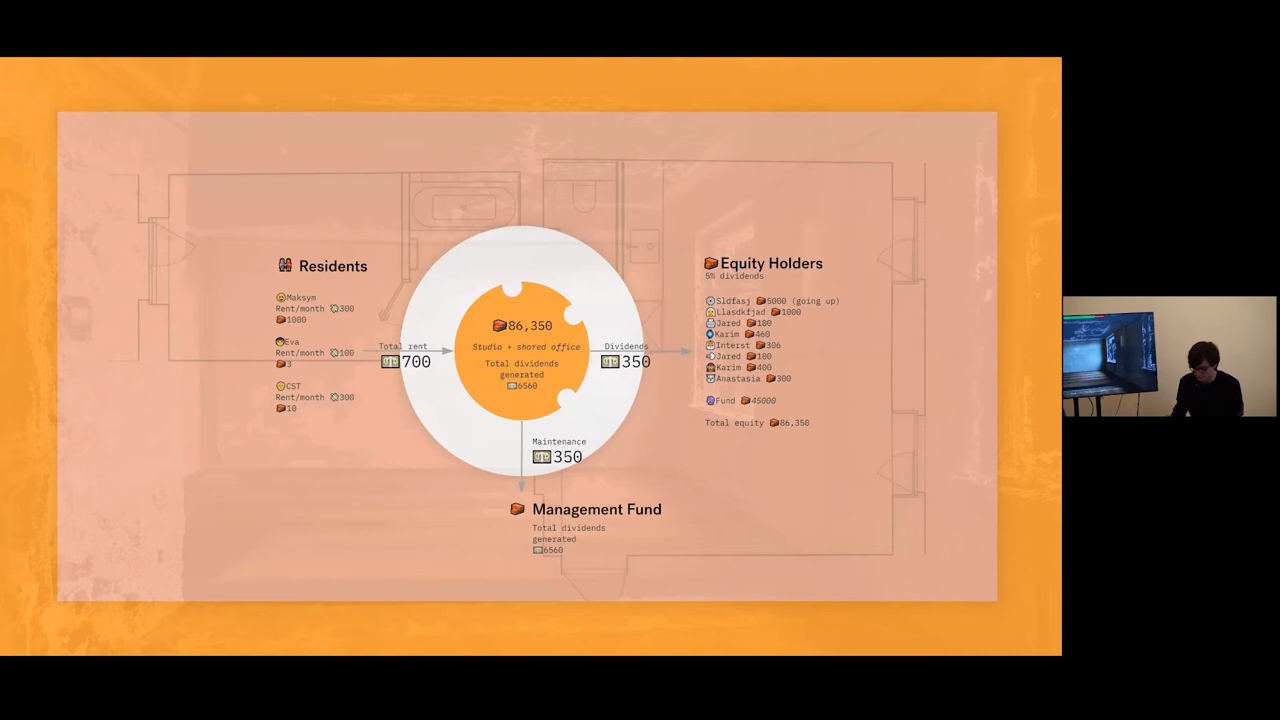 Residents
Maksym
Rent/month 300
1000
Eva
Rent/month 100
3
CST
Rent/month 300
10
Total rent
700
86,350
Studio + shared office
Total dividends
generated
6560
Dividends
350
Maintenance
350
Management Fund
Total dividends
generated
6560
Equity Holders
5% dividends
Sldfasj 5000 (going up)
Llasdkfjad 1000
Jared 100
Karim 460
Interst 306
Jared 100
Karim 400
Anastasia 300
Fund 45000
Total equity 86,350